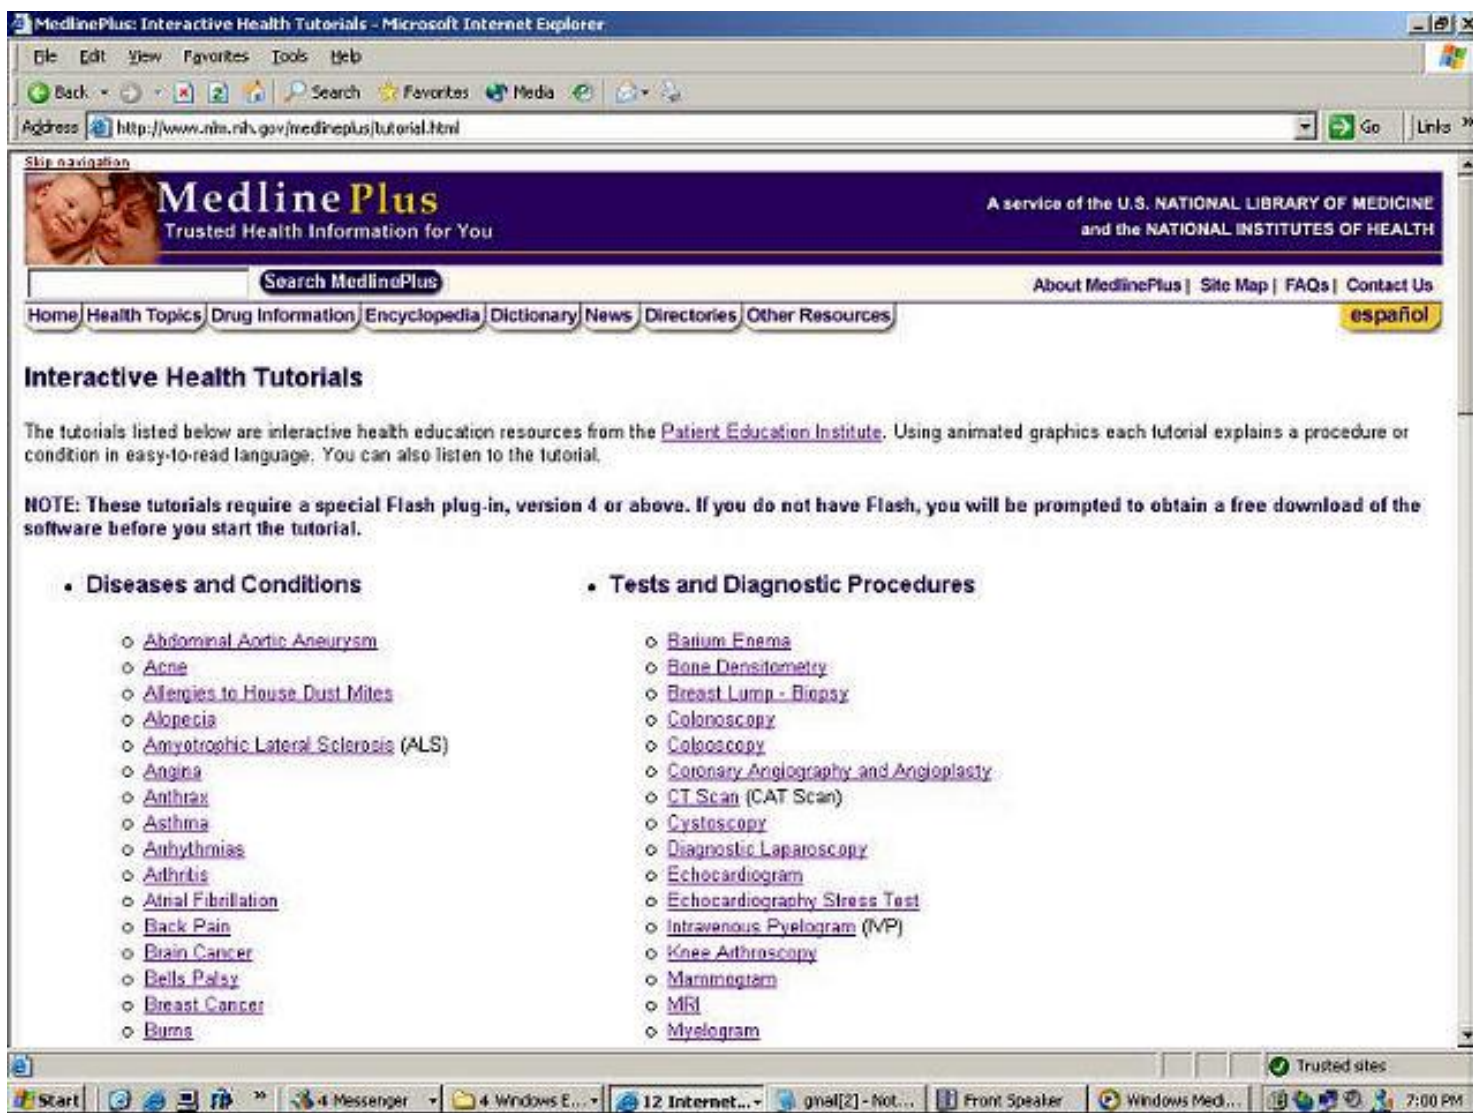 MedlinePlus: Interactive Health Tutorials - Microsoft Internet Explorer
File Edit View Favorites Tools Help
Back Search Favorites Media
Address http://www.nlm.nih.gov/medlineplus/tutorial.html Go Links »
Skip navigation
MedlinePlus
Trusted Health Information for You
A service of the U.S. NATIONAL LIBRARY OF MEDICINE
and the NATIONAL INSTITUTES OF HEALTH
Search MedlinePlus
About MedlinePlus | Site Map | FAQs | Contact Us
Home Health Topics Drug Information Encyclopedia Dictionary News Directories Other Resources español
Interactive Health Tutorials
The tutorials listed below are interactive health education resources from the Patient Education Institute. Using animated graphics each tutorial explains a procedure or
condition in easy-to-read language. You can also listen to the tutorial.
NOTE: These tutorials require a special Flash plug-in, version 4 or above. If you do not have Flash, you will be prompted to obtain a free download of the
software before you start the tutorial.
• Diseases and Conditions
Abdominal Aortic Aneurysm
Acne
Allergies to House Dust Mites
Alopecia
Amyotrophic Lateral Sclerosis (ALS)
Angina
Anthrax
Asthma
Arrhythmias
Arthritis
Atrial Fibrillation
Back Pain
Brain Cancer
Bells Palsy
Breast Cancer
Burns
• Tests and Diagnostic Procedures
Barium Enema
Bone Densitometry
Breast Lump - Biopsy
Colonoscopy
Colposcopy
Coronary Angiography and Angioplasty
CT Scan (CAT Scan)
Cystoscopy
Diagnostic Laparoscopy
Echocardiogram
Echocardiography Stress Test
Intravenous Pyelogram (IVP)
Knee Arthroscopy
Mammogram
MRI
Myelogram
Trusted sites
Start » 4 Messenger 4 Windows E... 12 Internet... gmail[2] - Not... Front Speaker Windows Medi... 7:00 PM